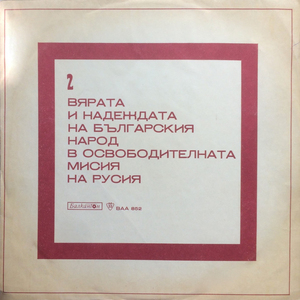 2
ВЯРАТА
И НАДЕЖДАТА
НА БЪЛГАРСКИЯ
НАРОД
В ОСВОБОДИТЕЛНАТА
МИСИЯ
НА РУСИЯ
Балкантон ВАА 852